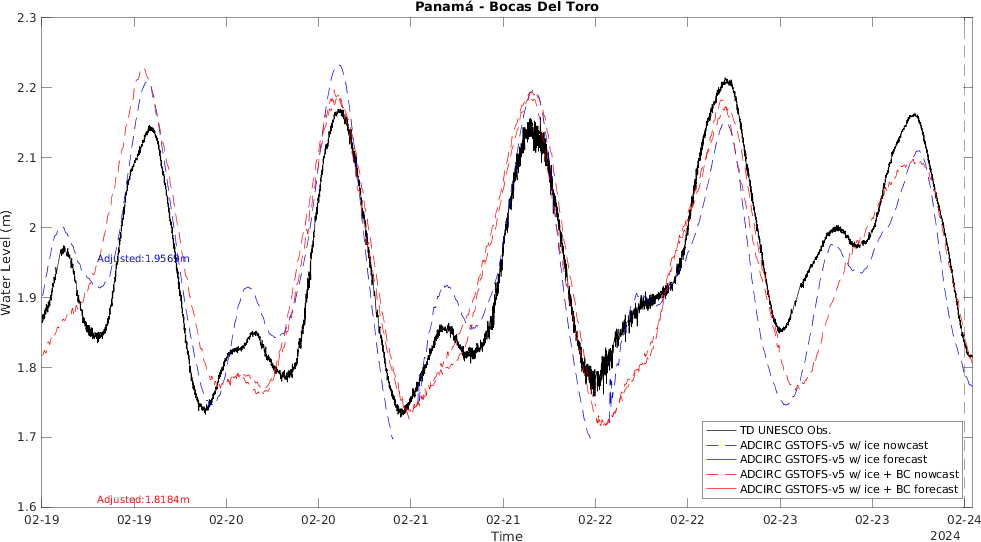 Panamá - Bocas Del Toro
Water Level (m)
2.3
2.2
2.1
2
1.9
1.8
1.7
1.6
Adjusted:1.9569m
Adjusted:1.8184m
TD UNESCO Obs.
ADCIRC GSTOFS-v5 w/ ice nowcast
ADCIRC GSTOFS-v5 w/ ice forecast
ADCIRC GSTOFS-v5 w/ ice + BC nowcast
ADCIRC GSTOFS-v5 w/ ice + BC forecast
02-19 02-19 02-20 02-20 02-21 02-21 02-22 02-22 02-23 02-23 02-24
Time
2024